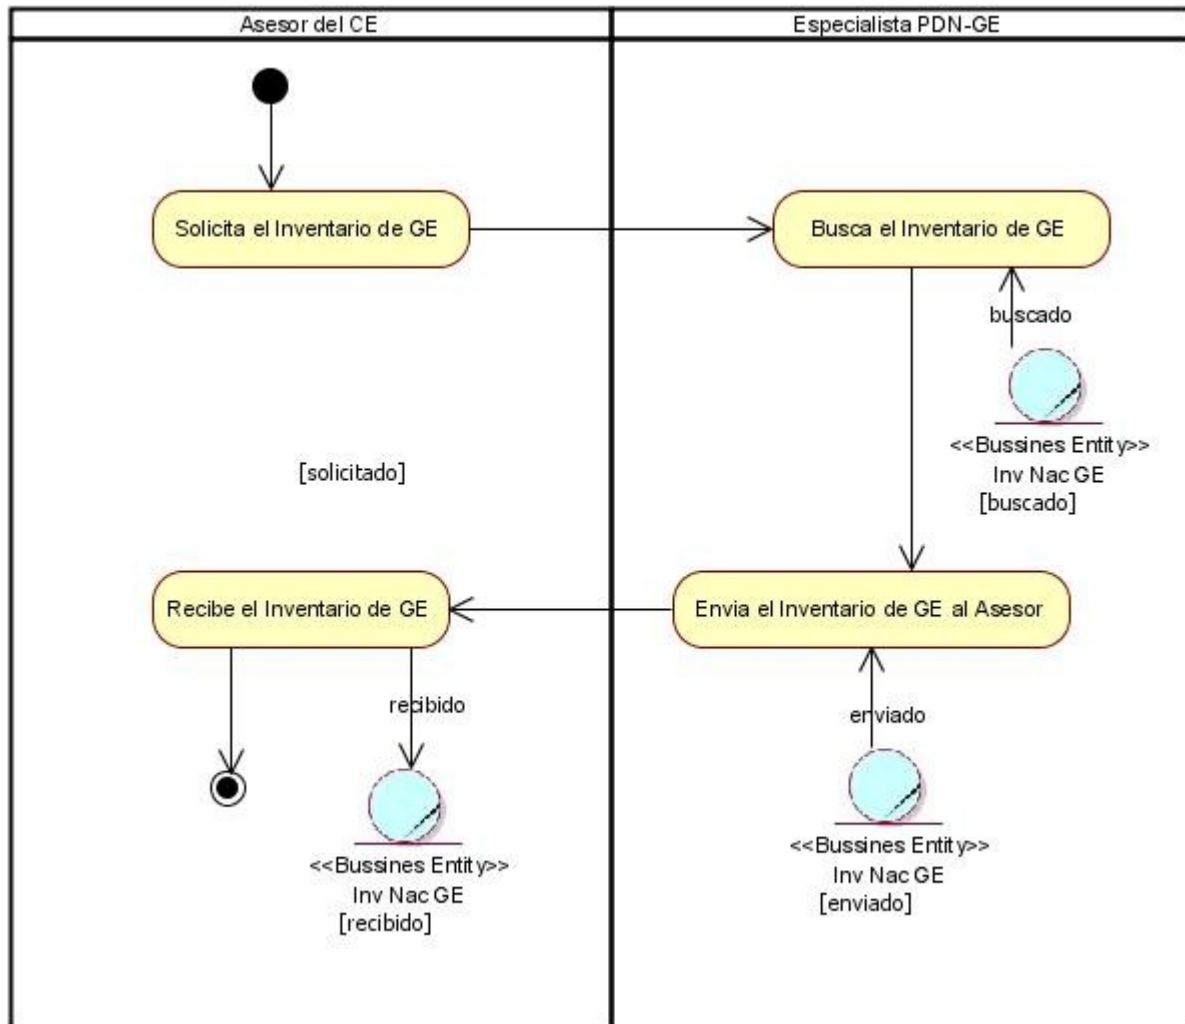 Asesor del CE
Especialista PDN-GE
Solicita el Inventario de GE
Busca el Inventario de GE
buscado
<<Bussines Entity>>
Inv Nac GE
[buscado]
[solicitado]
Recibe el Inventario de GE
Envia el Inventario de GE al Asesor
recibido
enviado
<<Bussines Entity>>
Inv Nac GE
[recibido]
<<Bussines Entity>>
Inv Nac GE
[enviado]